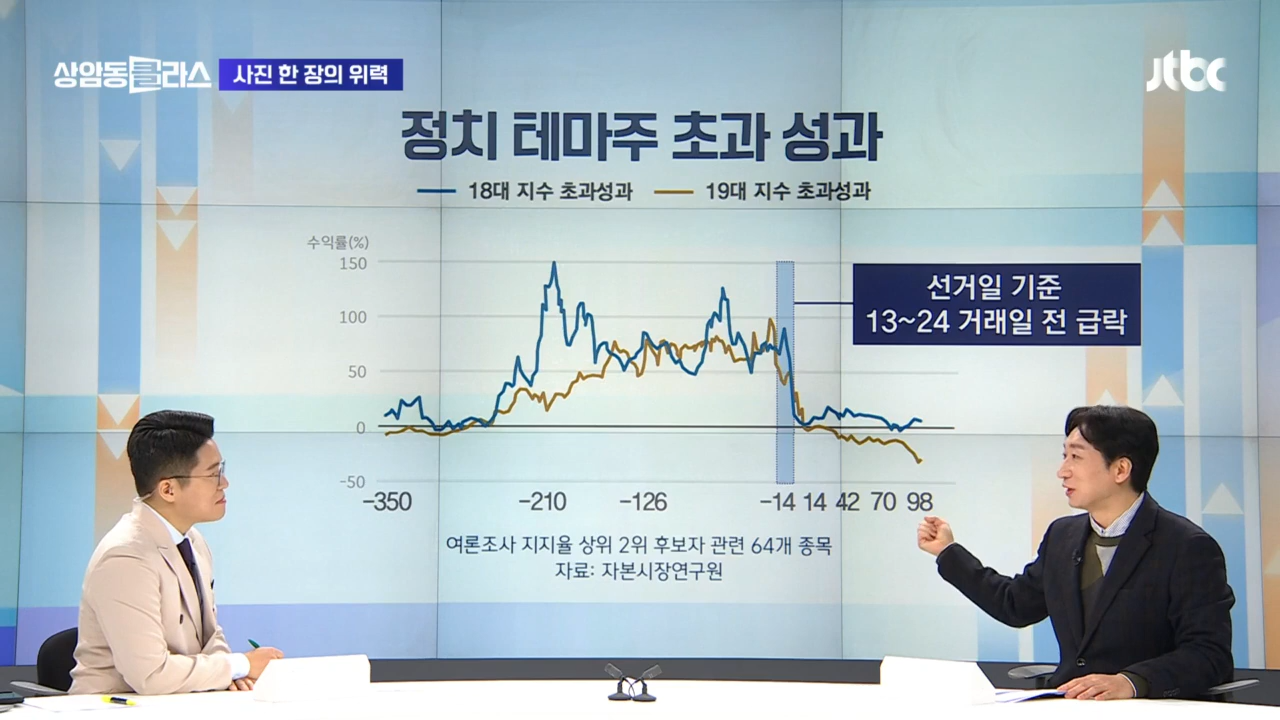 상암동클라스
사진 한 장의 위력
jtbc
정치 테마주 초과 성과
18대 지수 초과성과
19대 지수 초과성과
수익률(%)
150
100
50
0
-50
-350 -210 -126 -14 14 42 70 98
선거일 기준
13~24 거래일 전 급락
여론조사 지지율 상위 2위 후보자 관련 64개 종목
자료: 자본시장연구원